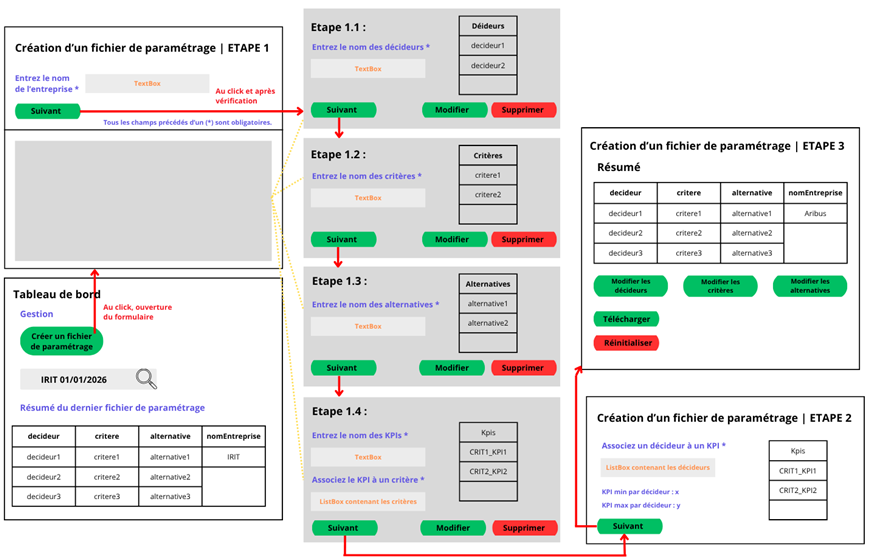 Création d'un fichier de paramétrage | ETAPE 1
Entrez le nom
de l'entreprise *
TextBox
Suivant
Au click et après
vérification
Tous les champs précédés d'un (*) sont obligatoires.
Tableau de bord
Au click, ouverture
du formulaire
Gestion
Créer un fichier
de paramétrage
IRIT 01/01/2026
Résumé du dernier fichier de paramétrage
decideur critere alternative nomEntreprise
decideur1 critere1 alternative1 IRIT
decideur2 critere2 alternative2
decideur3 critere3 alternative3
Etape 1.1 :
Entrez le nom des décideurs *
TextBox
Déideurs
decideur1
decideur2
Suivant
Modifier
Supprimer
Etape 1.2 :
Entrez le nom des critères *
TextBox
Critères
critere1
critere2
Suivant
Modifier
Supprimer
Etape 1.3 :
Entrez le nom des alternatives *
TextBox
Alternatives
alternative1
alternative2
Suivant
Modifier
Supprimer
Etape 1.4 :
Entrez le nom des KPIs *
TextBox
Associez le KPI à un critère *
ListBox contenant les critères
Kpis
CRIT1_KPI1
CRIT2_KPI2
Suivant
Modifier
Supprimer
Création d'un fichier de paramétrage | ETAPE 3
Résumé
decideur critere alternative nomEntreprise
decideur1 critere1 alternative1 Aribus
decideur2 critere2 alternative2
decideur3 critere3 alternative3
Modifier les
décideurs
Modifier les
critères
Modifier les
alternatives
Télécharger
Réinitialiser
Création d'un fichier de paramétrage | ETAPE 2
Associez un décideur à un KPI *
ListBox contenant les décideurs
KPI min par décideur : x
KPI max par décideur : y
Kpis
CRIT1_KPI1
CRIT2_KPI2
Suivant